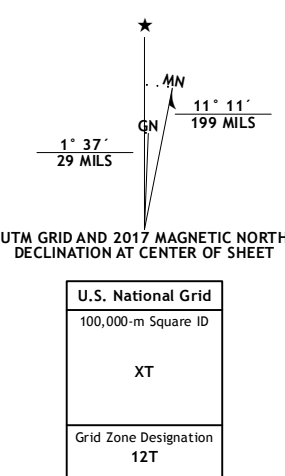 ★
MN
GN
11° 11´
199 MILS
1° 37´
29 MILS
UTM GRID AND 2017 MAGNETIC NORTH
DECLINATION AT CENTER OF SHEET
U.S. National Grid
100,000-m Square ID
XT
Grid Zone Designation
12T